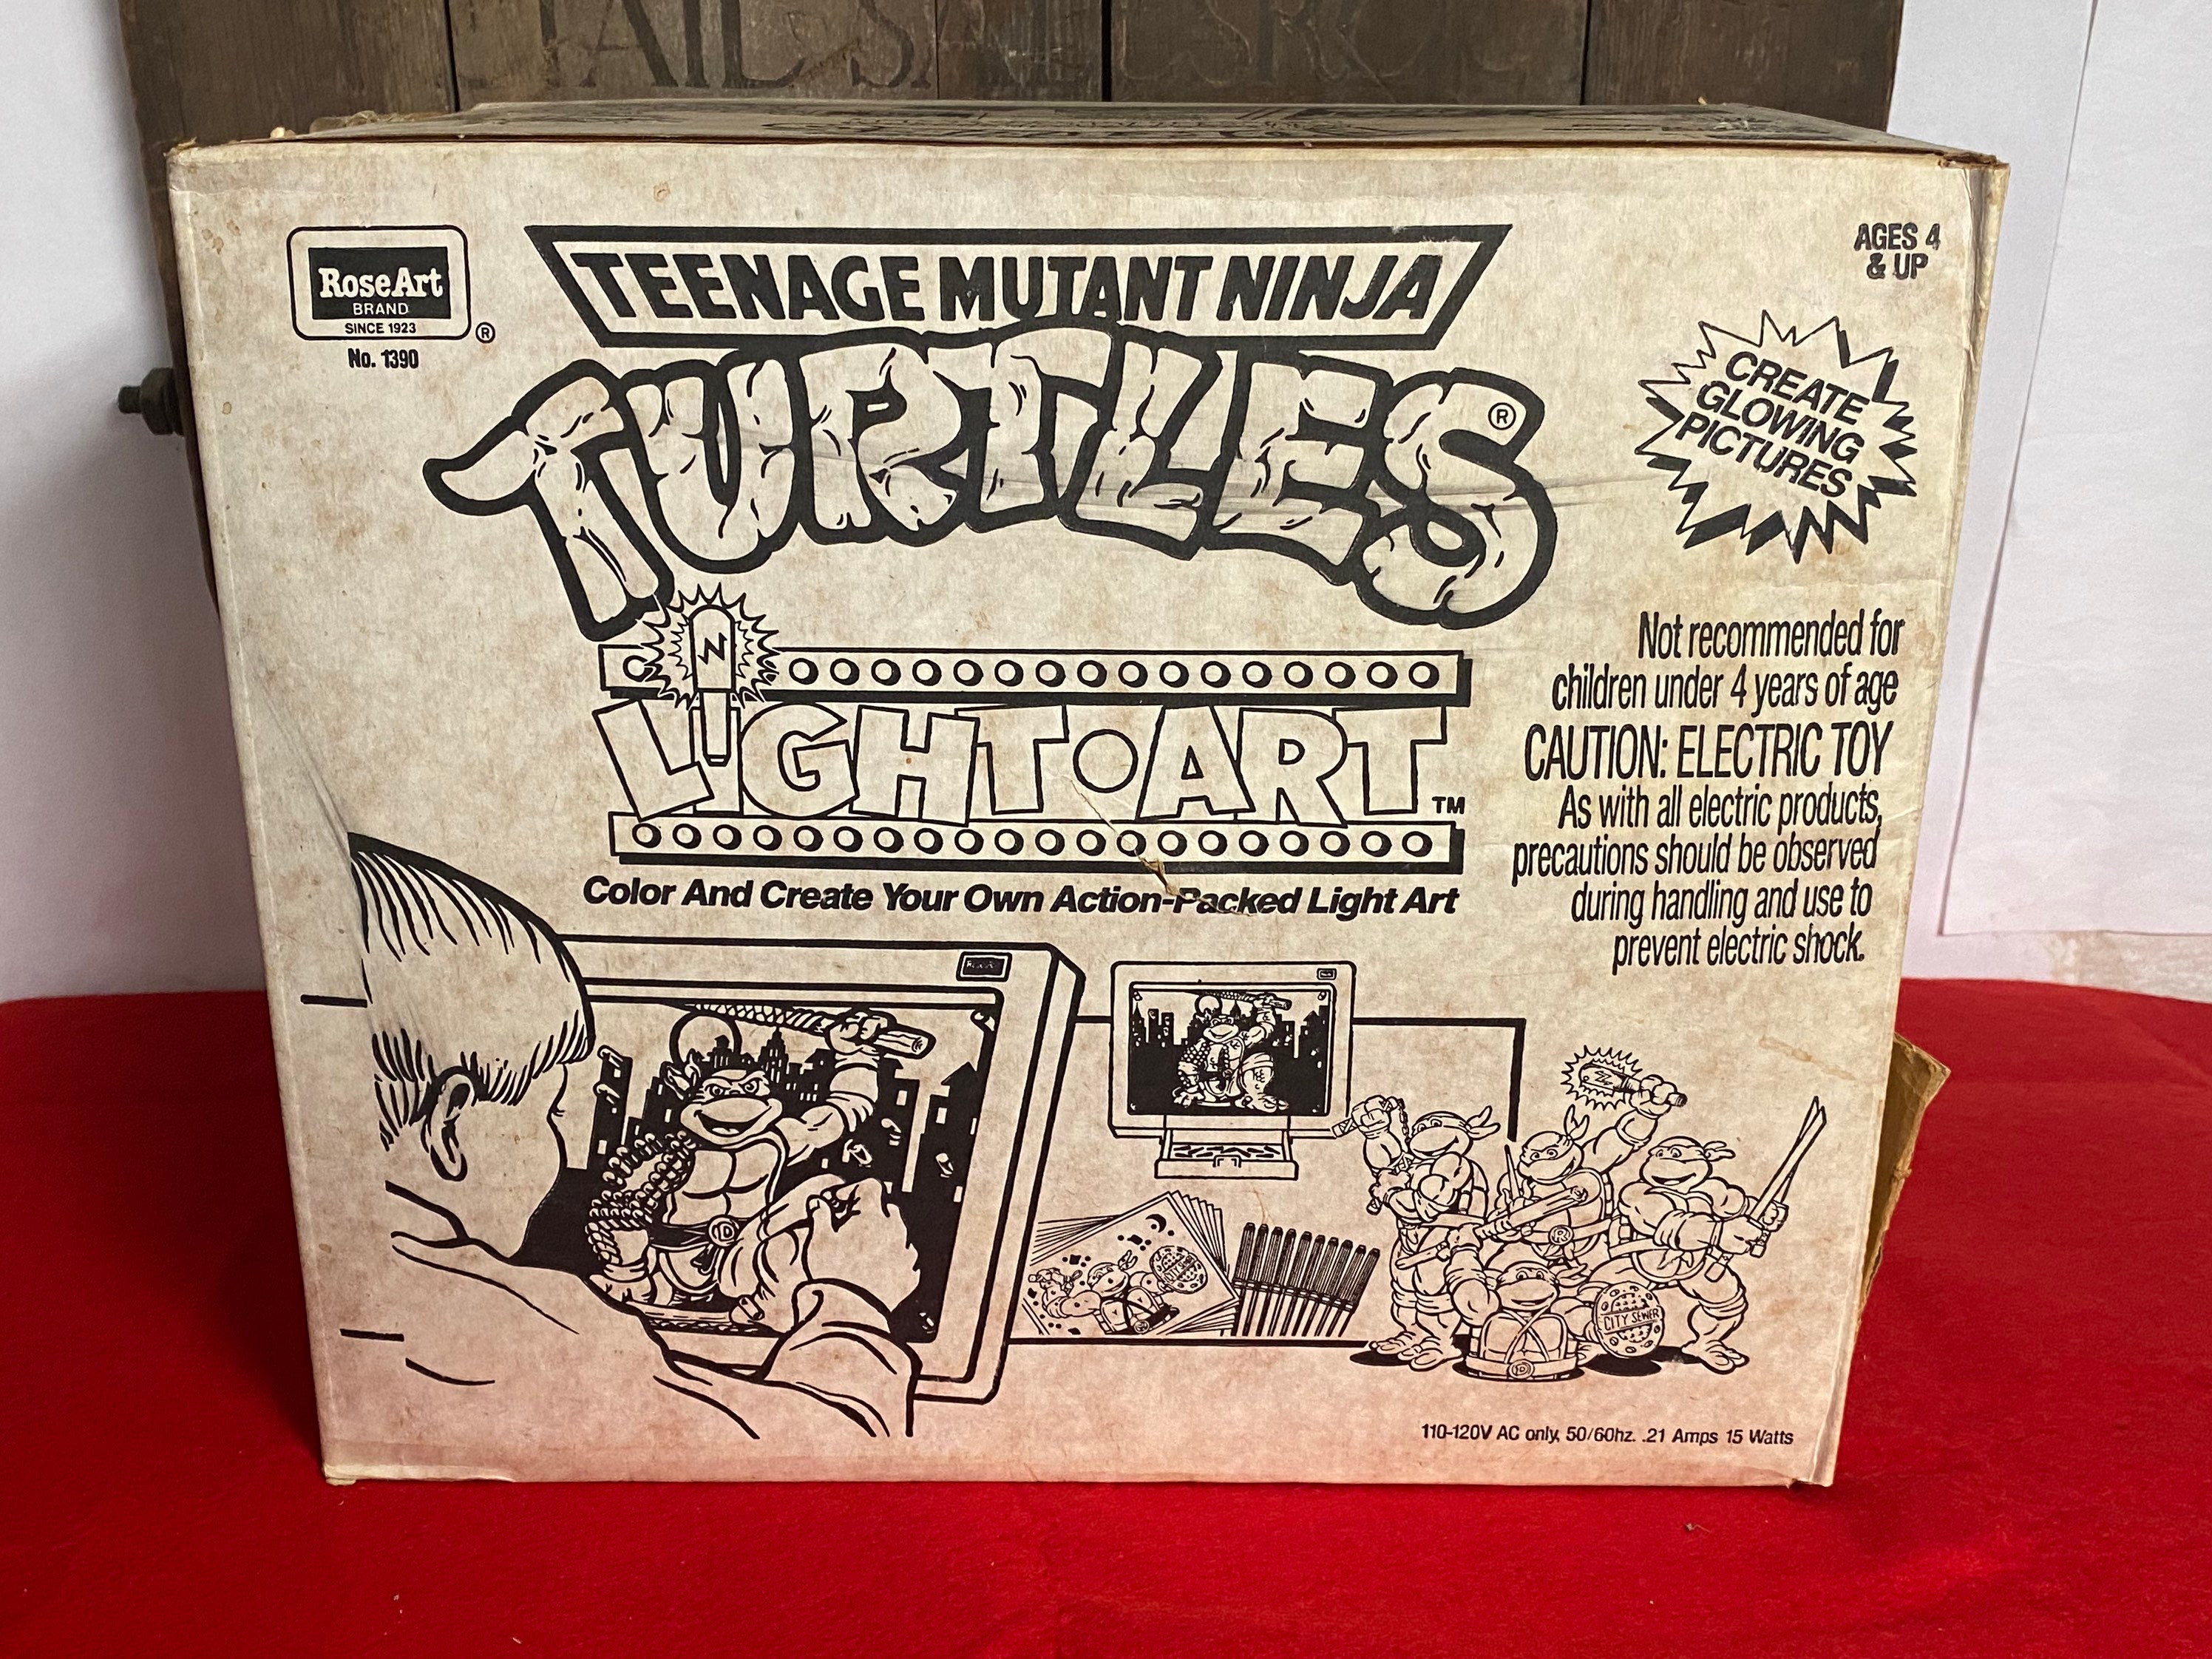 RoseArt
BRAND
SINCE 1923
®
No. 1390
TEENAGE MUTANT NINJA
TURTLES
®
AGES 4
& UP
CREATE
GLOWING
PICTURES
LIGHT ART
TM
Color And Create Your Own Action-Packed Light Art
Not recommended for
children under 4 years of age
CAUTION: ELECTRIC TOY
As with all electric products,
precautions should be observed
during handling and use to
prevent electric shock.
CITY SEWER
110-120V AC only, 50/60hz. .21 Amps 15 Watts